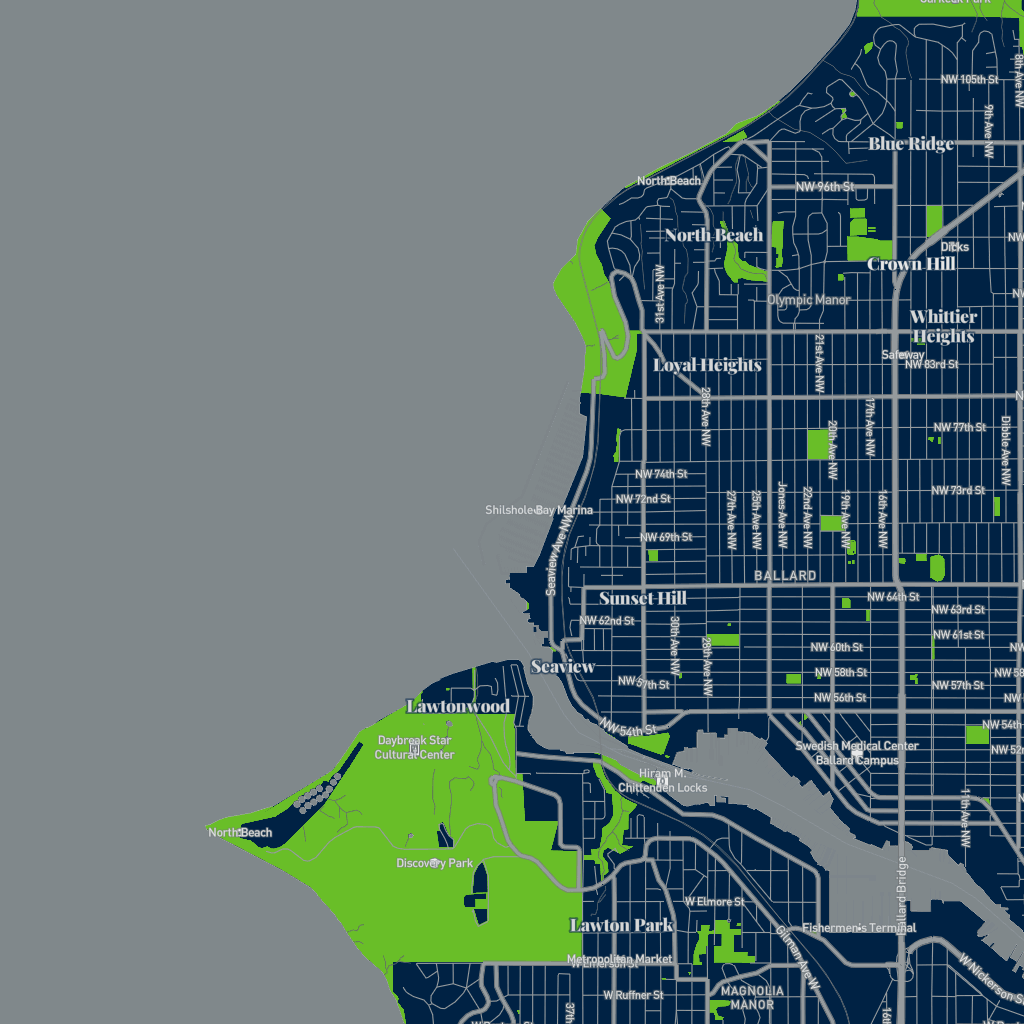 Carkeek Park
8th Ave NW
NW 105th St
9th Ave NW
Blue Ridge
North Beach
NW 96th St
North Beach
Dicks
Crown Hill
31st Ave NW
Olympic Manor
Whittier
Heights
21st Ave NW
Safeway
Loyal Heights
NW 83rd St
28th Ave NW
17th Ave NW
20th Ave NW
Dibble Ave NW
NW 77th St
NW 74th St
NW 72nd St
NW 73rd St
27th Ave NW
25th Ave NW
Jones Ave NW
22nd Ave NW
19th Ave NW
16th Ave NW
Shilshole Bay Marina
NW 69th St
Seaview Ave NW
BALLARD
Sunset Hill
NW 64th St
NW 63rd St
NW 62nd St
30th Ave NW
28th Ave NW
NW 61st St
NW 60th St
Seaview
NW 57th St
NW 58th St
NW 57th St
NW 56th St
Lawtonwood
NW 54th St
NW 54th
Daybreak Star
Cultural Center
Swedish Medical Center
Ballard Campus
NW 52n
Hiram M.
Chittenden Locks
11th Ave NW
North Beach
Discovery Park
Ballard Bridge
W Elmore St
Lawton Park
Fishermen's Terminal
Gilman Ave W
Metropolitan Market
W Emerson St
W Nickerson St
W Ruffner St
MAGNOLIA
MANOR
37th
16th